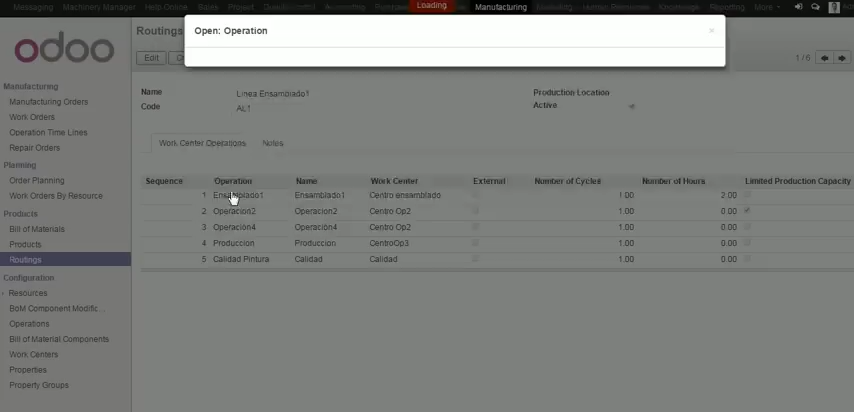 Messaging Machinery Manager Help Online Sales Project Quality Control Accounting Loading Manufacturing Human Resources Knowledge Reporting More
Open: Operation
×
odoo
Routings
Edit
1 / 6
Manufacturing
Manufacturing Orders
Work Orders
Operation Time Lines
Repair Orders
Planning
Order Planning
Work Orders By Resource
Products
Bill of Materials
Products
Routings
Configuration
Resources
BoM Component Modific...
Operations
Bill of Material Components
Work Centers
Properties
Property Groups
Name Linea Ensamblado1 Production Location
Code AL1 Active
Work Center Operations Notes
Sequence Operation Name Work Center External Number of Cycles Number of Hours Limited Production Capacity
1 Ensamblado1 Ensamblado1 Centro ensamblado 1.00 2.00
2 Operacion2 Operacion2 Centro Op2 1.00 0.00
3 Operación4 Operación4 Centro Op2 1.00 0.00
4 Produccion Produccion CentroOp3 1.00 0.00
5 Calidad Pintura Calidad Calidad 1.00 0.00